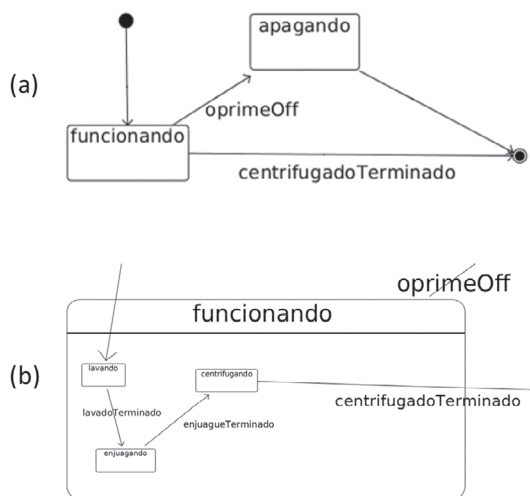 (a)
apagando
oprimeOff
funcionando
centrifugadoTerminado
(b)
oprimeOff
funcionando
lavando
centrifugando
centrifugadoTerminado
lavadoTerminado
enjuagueTerminado
enjuagando